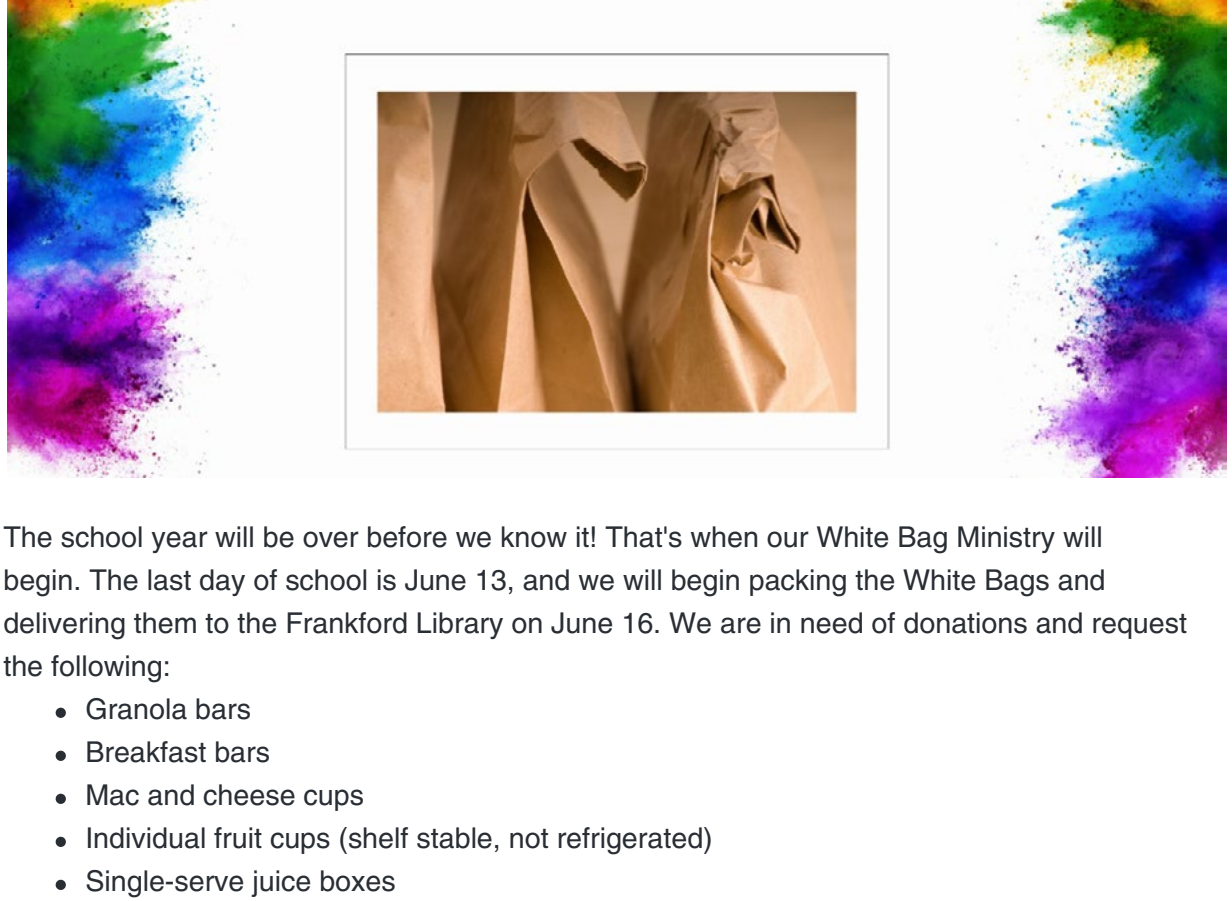 The school year will be over before we know it! That's when our White Bag Ministry will
begin. The last day of school is June 13, and we will begin packing the White Bags and
delivering them to the Frankford Library on June 16. We are in need of donations and request
the following:
• Granola bars
• Breakfast bars
• Mac and cheese cups
• Individual fruit cups (shelf stable, not refrigerated)
• Single-serve juice boxes